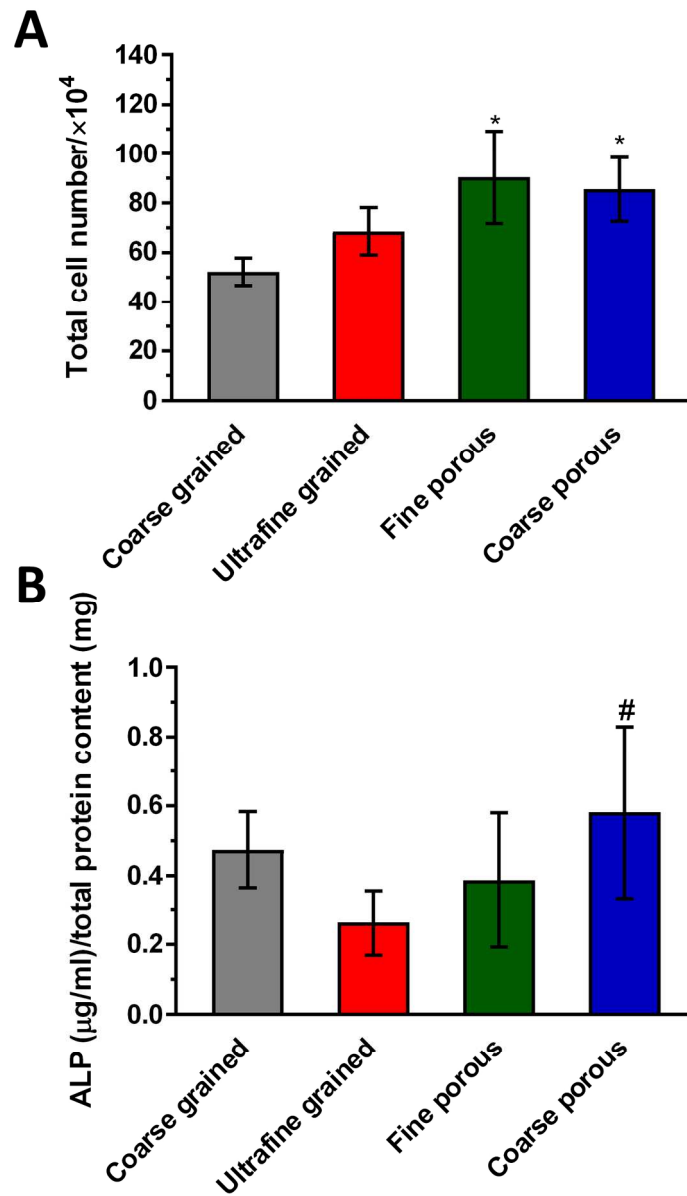 A
Total cell number/×10⁴
140
120
100
80
60
40
20
0
*
*
Coarse grained
Ultrafine grained
Fine porous
Coarse porous
B
ALP (μg/ml)/total protein content (mg)
1.0
0.8
0.6
0.4
0.2
0.0
#
Coarse grained
Ultrafine grained
Fine porous
Coarse porous